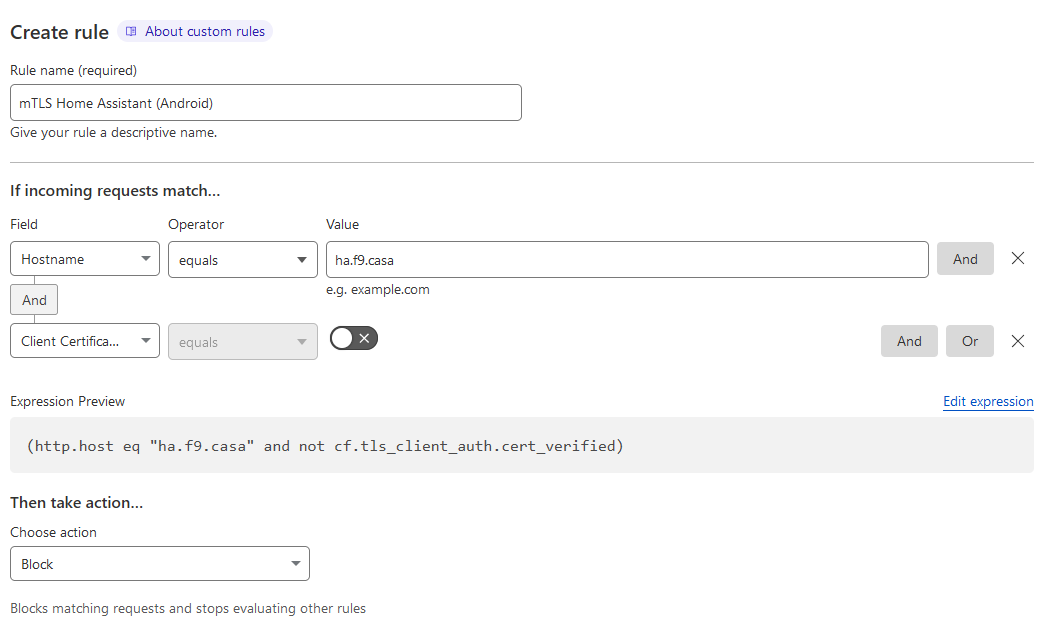 Create rule About custom rules
Rule name (required)
mTLS Home Assistant (Android)
Give your rule a descriptive name.
If incoming requests match...
Field Operator Value
Hostname equals ha.f9.casa And
e.g. example.com
And
Client Certifica... equals And Or
Expression Preview Edit expression
(http.host eq "ha.f9.casa" and not cf.tls_client_auth.cert_verified)
Then take action...
Choose action
Block
Blocks matching requests and stops evaluating other rules